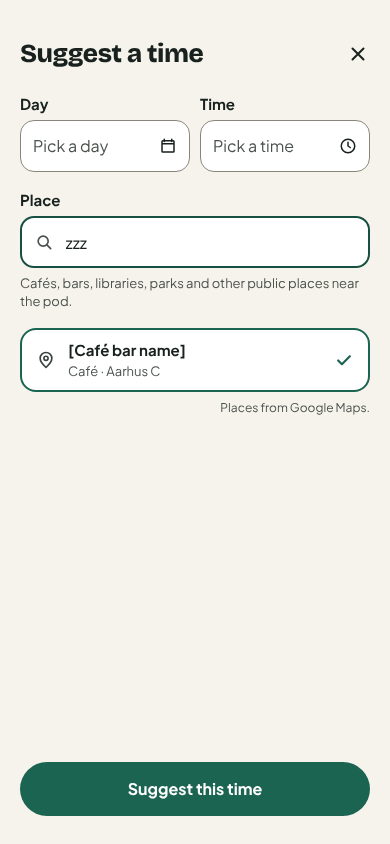 Suggest a time
Day
Time
Pick a day
Pick a time
Place
zzz
Cafés, bars, libraries, parks and other public places near
the pod.
[Café bar name]
Café · Aarhus C
Places from Google Maps.
Suggest this time